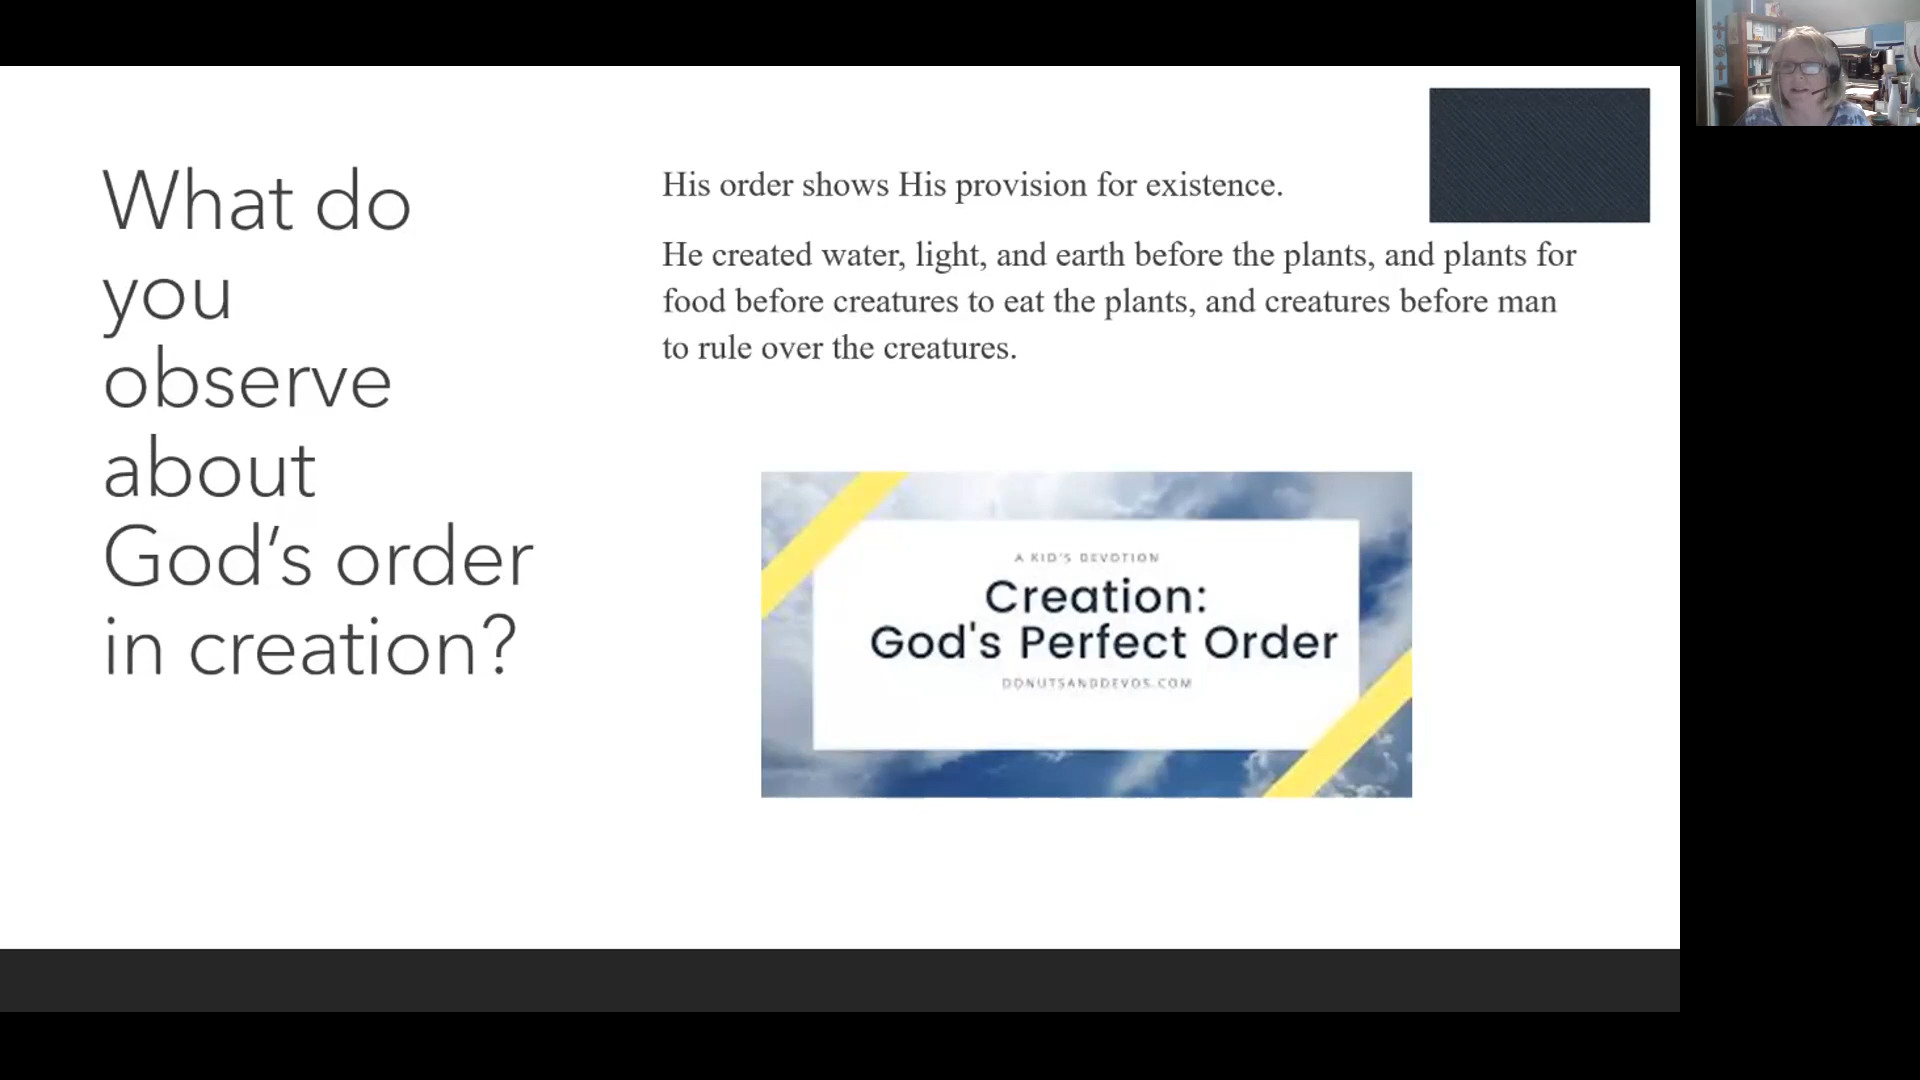 What do
you
observe
about
God’s order
in creation?
His order shows His provision for existence.
He created water, light, and earth before the plants, and plants for
food before creatures to eat the plants, and creatures before man
to rule over the creatures.
A KID'S DEVOTION
Creation:
God's Perfect Order
DONUTSANDDEVOS.COM